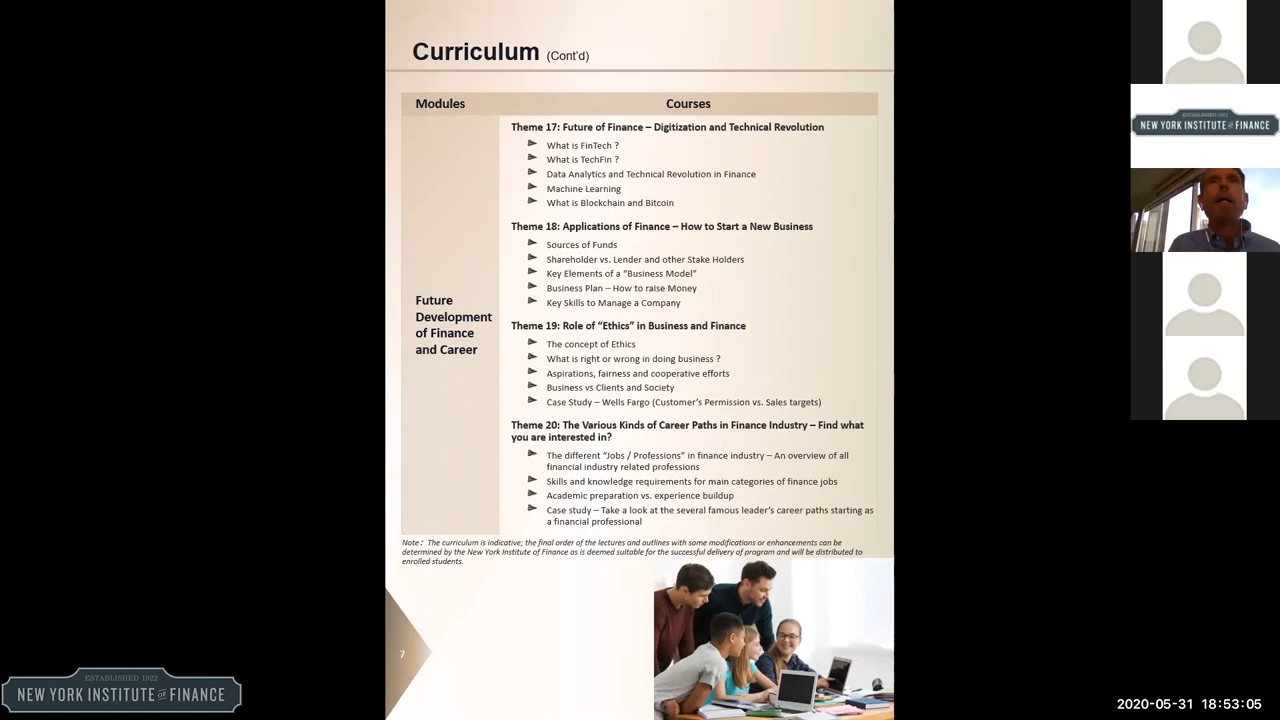 Curriculum (Cont'd)
Modules Courses
Theme 17: Future of Finance – Digitization and Technical Revolution
What is FinTech ?
What is TechFin ?
Data Analytics and Technical Revolution in Finance
Machine Learning
What is Blockchain and Bitcoin
Theme 18: Applications of Finance – How to Start a New Business
Sources of Funds
Shareholder vs. Lender and other Stake Holders
Key Elements of a “Business Model”
Business Plan – How to raise Money
Key Skills to Manage a Company
Future
Development
of Finance
and Career
Theme 19: Role of “Ethics” in Business and Finance
The concept of Ethics
What is right or wrong in doing business ?
Aspirations, fairness and cooperative efforts
Business vs Clients and Society
Case Study – Wells Fargo (Customer’s Permission vs. Sales targets)
Theme 20: The Various Kinds of Career Paths in Finance Industry – Find what
you are interested in?
The different “Jobs / Professions” in finance industry – An overview of all
financial industry related professions
Skills and knowledge requirements for main categories of finance jobs
Academic preparation vs. experience buildup
Case study – Take a look at the several famous leader’s career paths starting as
a financial professional
Note： The curriculum is indicative; the final order of the lectures and outlines with some modifications or enhancements can be
determined by the New York Institute of Finance as is deemed suitable for the successful delivery of program and will be distributed to
enrolled students.
7
ESTABLISHED 1922
NEW YORK INSTITUTE of FINANCE
ESTABLISHED 1922
NEW YORK INSTITUTE of FINANCE
2020-05-31 18:53:05